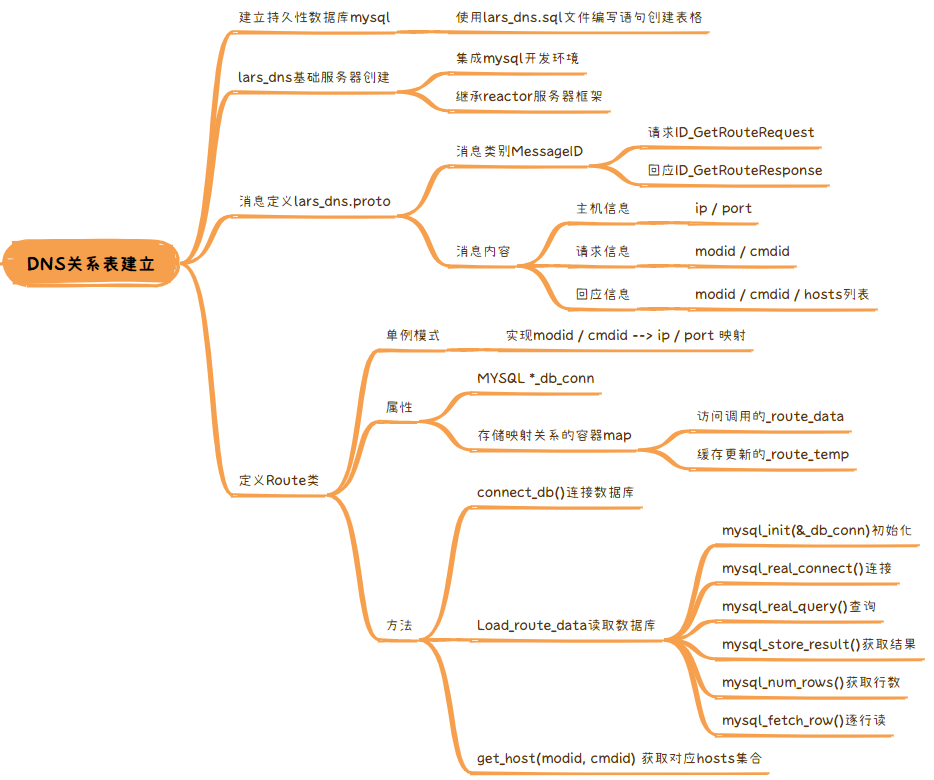 DNS关系表建立
建立持久性数据库mysql
使用lars_dns.sql文件编写语句创建表格
lars_dns基础服务器创建
集成mysql开发环境
继承reactor服务器框架
消息定义lars_dns.proto
消息类别MessageID
请求ID_GetRouteRequest
回应ID_GetRouteResponse
消息内容
主机信息
ip / port
请求信息
modid / cmdid
回应信息
modid / cmdid / hosts列表
定义Route类
单例模式
实现modid / cmdid --> ip / port 映射
属性
MYSQL *_db_conn
存储映射关系的容器map
访问调用的_route_data
缓存更新的_route_temp
方法
connect_db()连接数据库
Load_route_data读取数据库
mysql_init(&_db_conn)初始化
mysql_real_connect()连接
mysql_real_query()查询
mysql_store_result()获取结果
mysql_num_rows()获取行数
mysql_fetch_row()逐行读
get_host(modid, cmdid) 获取对应hosts集合